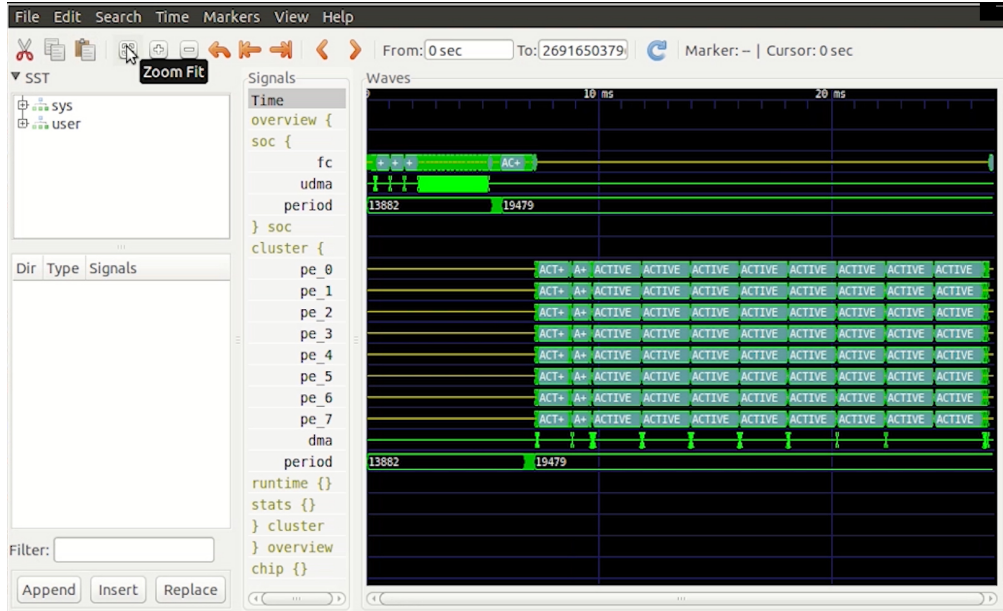 File Edit Search Time Markers View Help
From: 0 sec To: 2691650379 Marker: -- | Cursor: 0 sec
Zoom Fit
SST
sys
user
Dir Type Signals
Filter:
Append Insert Replace
Signals
Time
overview {
soc {
fc
udma
period
} soc
cluster {
pe_0
pe_1
pe_2
pe_3
pe_4
pe_5
pe_6
pe_7
dma
period
runtime {}
stats {}
} cluster
} overview
chip {}
Waves
0 10 ms 20 ms
+ + + AC+
13882 19479
ACT+ A+ ACTIVE ACTIVE ACTIVE ACTIVE ACTIVE ACTIVE ACTIVE ACTIVE
ACT+ A+ ACTIVE ACTIVE ACTIVE ACTIVE ACTIVE ACTIVE ACTIVE ACTIVE
ACT+ A+ ACTIVE ACTIVE ACTIVE ACTIVE ACTIVE ACTIVE ACTIVE ACTIVE
ACT+ A+ ACTIVE ACTIVE ACTIVE ACTIVE ACTIVE ACTIVE ACTIVE ACTIVE
ACT+ A+ ACTIVE ACTIVE ACTIVE ACTIVE ACTIVE ACTIVE ACTIVE ACTIVE
ACT+ A+ ACTIVE ACTIVE ACTIVE ACTIVE ACTIVE ACTIVE ACTIVE ACTIVE
ACT+ A+ ACTIVE ACTIVE ACTIVE ACTIVE ACTIVE ACTIVE ACTIVE ACTIVE
ACT+ A+ ACTIVE ACTIVE ACTIVE ACTIVE ACTIVE ACTIVE ACTIVE ACTIVE
13882 19479